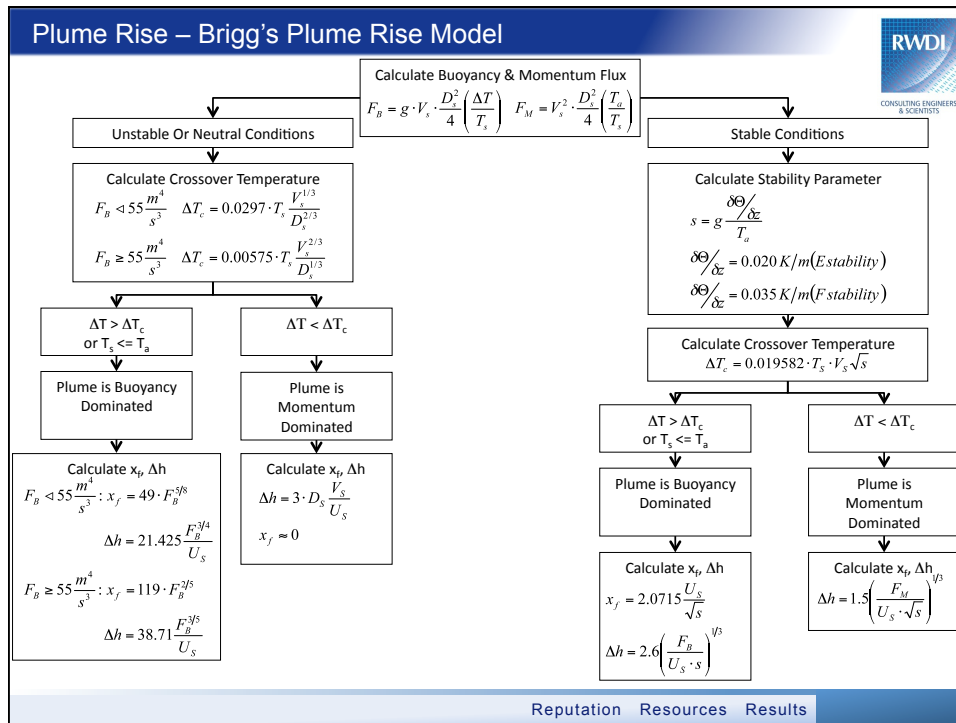 Plume Rise – Brigg's Plume Rise Model
RWDI
CONSULTING ENGINEERS
& SCIENTISTS
Calculate Buoyancy & Momentum Flux
F_B = g · V_s · D_s^2/4 (ΔT/T_s) F_M = V_s^2 · D_s^2/4 (T_a/T_s)
Unstable Or Neutral Conditions
Calculate Crossover Temperature
F_B < 55 m^4/s^3 ΔT_c = 0.0297 · T_s V_s^1/3/D_s^2/3
F_B ≥ 55 m^4/s^3 ΔT_c = 0.00575 · T_s V_s^2/3/D_s^1/3
ΔT > ΔT_c
or T_s <= T_a
Plume is Buoyancy
Dominated
Calculate x_f, Δh
F_B < 55 m^4/s^3 : x_f = 49 · F_B^5/8
Δh = 21.425 F_B^3/4/U_S
F_B ≥ 55 m^4/s^3 : x_f = 119 · F_B^2/5
Δh = 38.71 F_B^3/5/U_S
ΔT < ΔT_c
Plume is
Momentum
Dominated
Calculate x_f, Δh
Δh = 3 · D_S V_S/U_S
x_f ≈ 0
Stable Conditions
Calculate Stability Parameter
s = g δΘ/δz/T_a
δΘ/δz = 0.020 K/m(E stability)
δΘ/δz = 0.035 K/m(F stability)
Calculate Crossover Temperature
ΔT_c = 0.019582 · T_S · V_S √s
ΔT > ΔT_c
or T_s <= T_a
Plume is Buoyancy
Dominated
Calculate x_f, Δh
x_f = 2.0715 U_S/√s
Δh = 2.6(F_B/U_S · s)^1/3
ΔT < ΔT_c
Plume is
Momentum
Dominated
Calculate x_f, Δh
Δh = 1.5(F_M/U_S · √s)^1/3
Reputation Resources Results